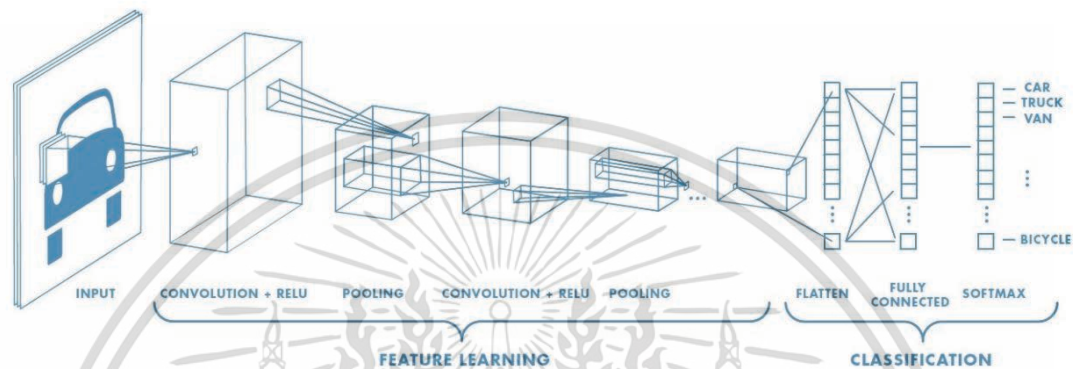 CAR
TRUCK
VAN
BICYCLE
INPUT CONVOLUTION + RELU POOLING CONVOLUTION + RELU POOLING FLATTEN FULLY CONNECTED SOFTMAX
FEATURE LEARNING CLASSIFICATION